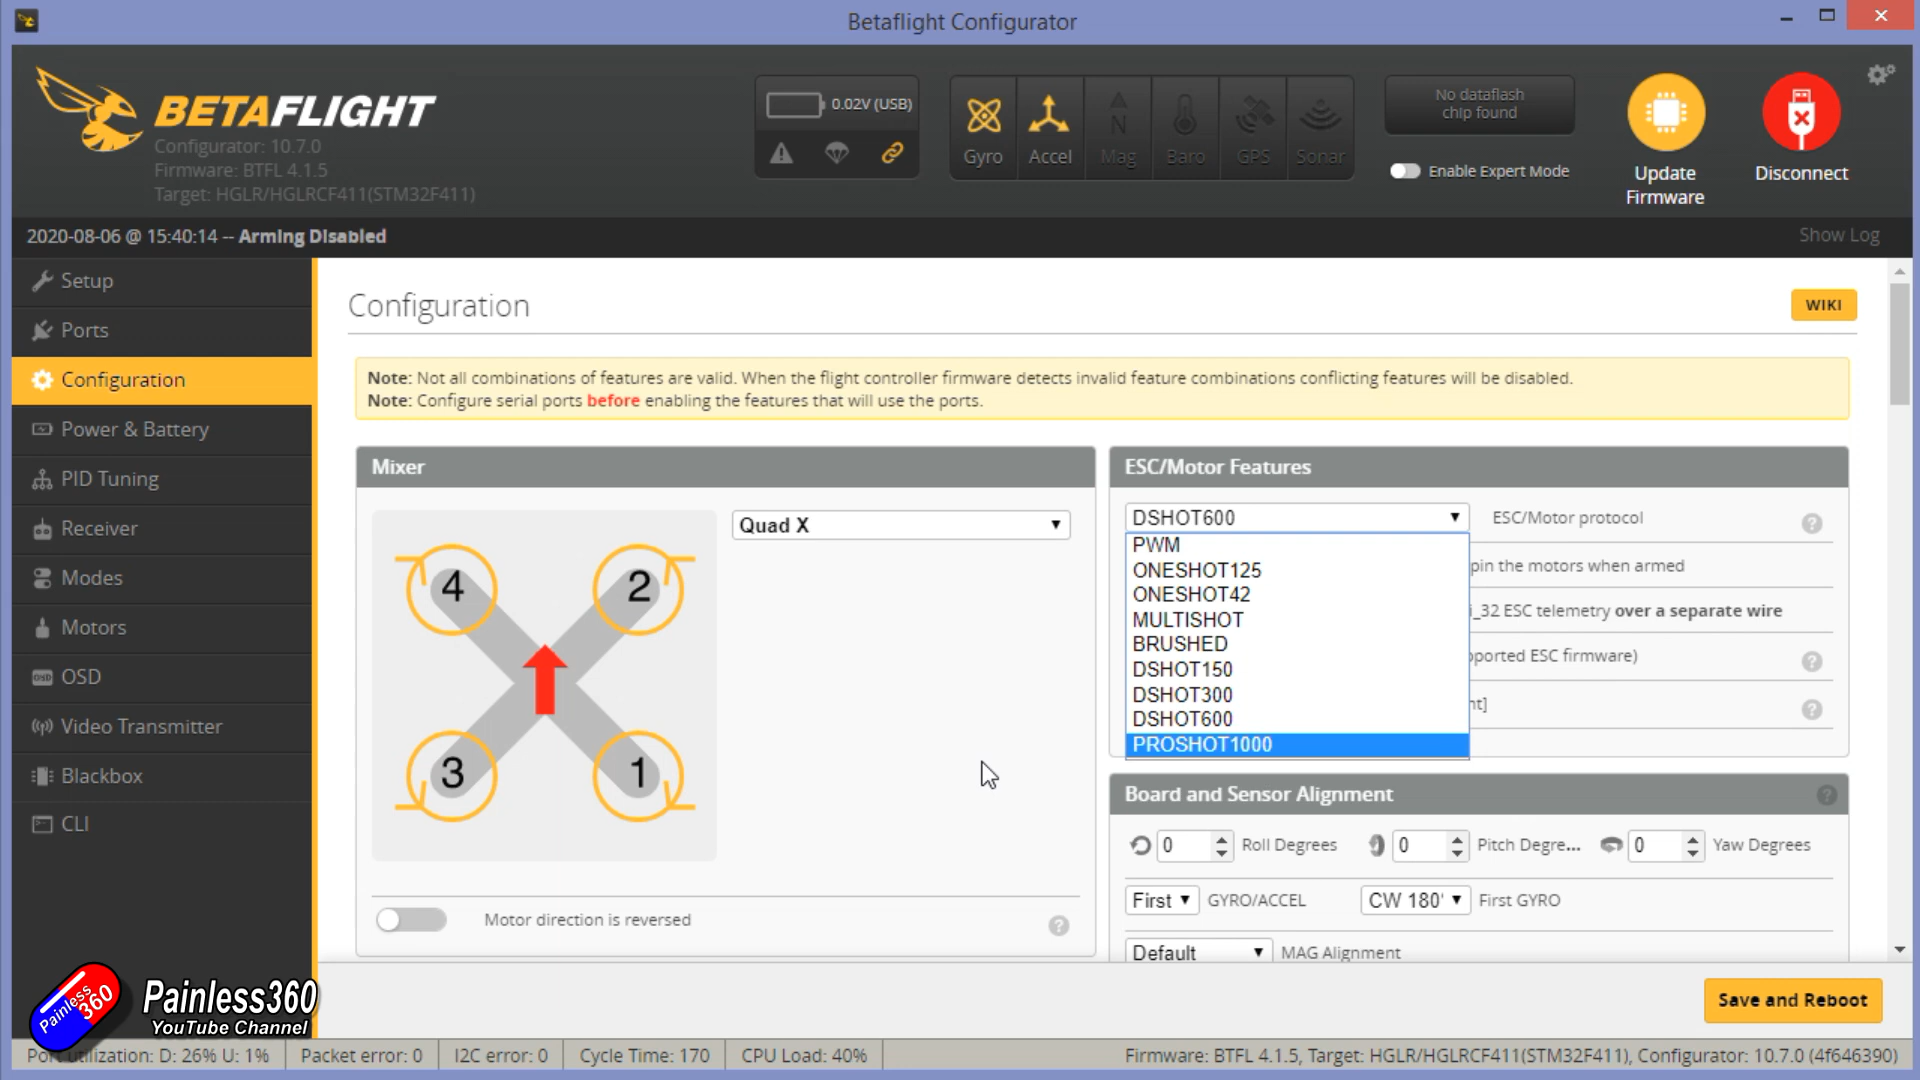 Betaflight Configurator
BETAFLIGHT
Configurator: 10.7.0
Firmware: BTFL 4.1.5
Target: HGLR/HGLRCF411(STM32F411)
0.02V (USB)
Gyro
Accel
Mag
Baro
GPS
Sonar
No dataflash
chip found
Enable Expert Mode
Update
Firmware
Disconnect
2020-08-06 @ 15:40:14 -- Arming Disabled
Show Log
Setup
Ports
Configuration
Power & Battery
PID Tuning
Receiver
Modes
Motors
OSD
Video Transmitter
Blackbox
CLI
Configuration
WIKI
Note: Not all combinations of features are valid. When the flight controller firmware detects invalid feature combinations conflicting features will be disabled.
Note: Configure serial ports before enabling the features that will use the ports.
Mixer
Quad X
4
2
3
1
Motor direction is reversed
ESC/Motor Features
DSHOT600
ESC/Motor protocol
PWM
ONESHOT125
ONESHOT42
MULTISHOT
BRUSHED
DSHOT150
DSHOT300
DSHOT600
PROSHOT1000
pin the motors when armed
i_32 ESC telemetry over a separate wire
pported ESC firmware)
nt]
Board and Sensor Alignment
0 Roll Degrees
0 Pitch Degre...
0 Yaw Degrees
First GYRO/ACCEL
CW 180° First GYRO
Default MAG Alignment
Save and Reboot
Painless 360
Painless360
YouTube Channel
Port utilization: D: 26% U: 1%
Packet error: 0
I2C error: 0
Cycle Time: 170
CPU Load: 40%
Firmware: BTFL 4.1.5, Target: HGLR/HGLRCF411(STM32F411), Configurator: 10.7.0 (4f646390)